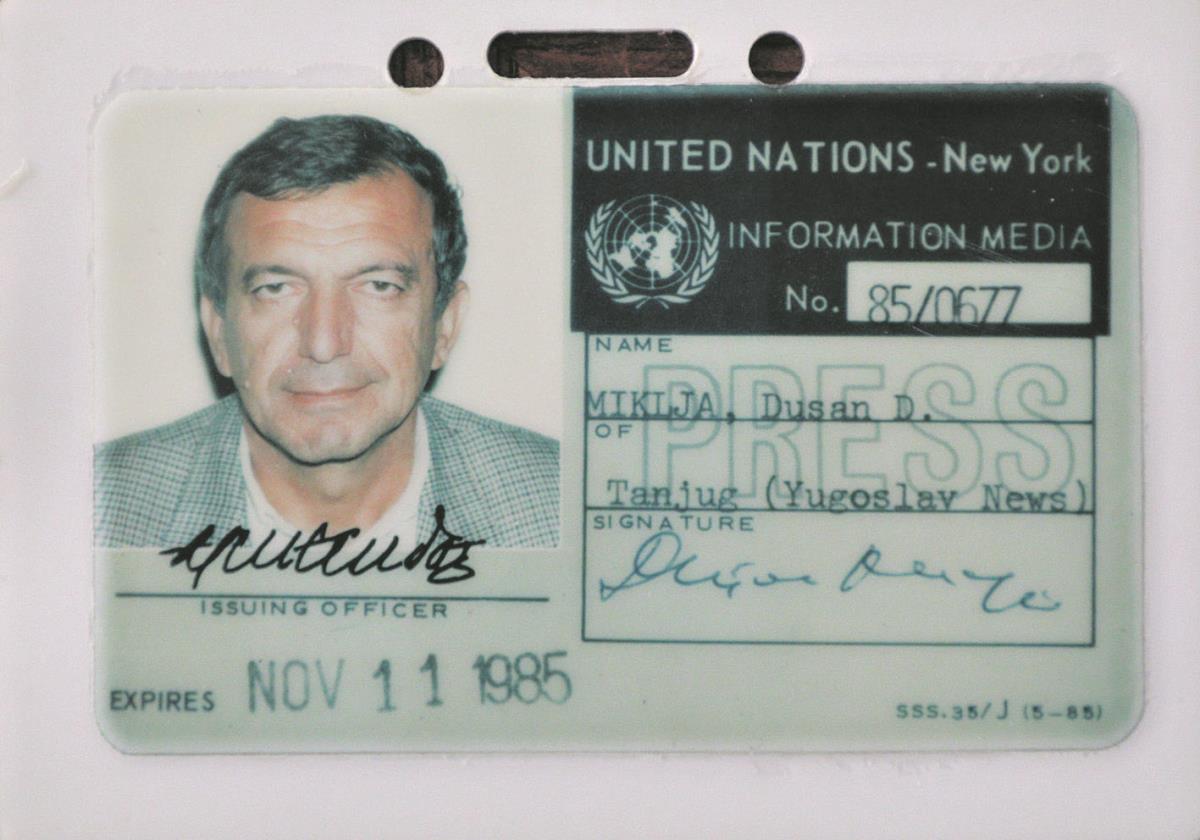 UNITED NATIONS - New York
INFORMATION MEDIA
No. 85/0677
NAME
PRESS
MIKLJA, Dusan D.
OF
Tanjug (Yugoslav News)
SIGNATURE
ISSUING OFFICER
EXPIRES NOV 11 1985
SSS.35/J (5-85)